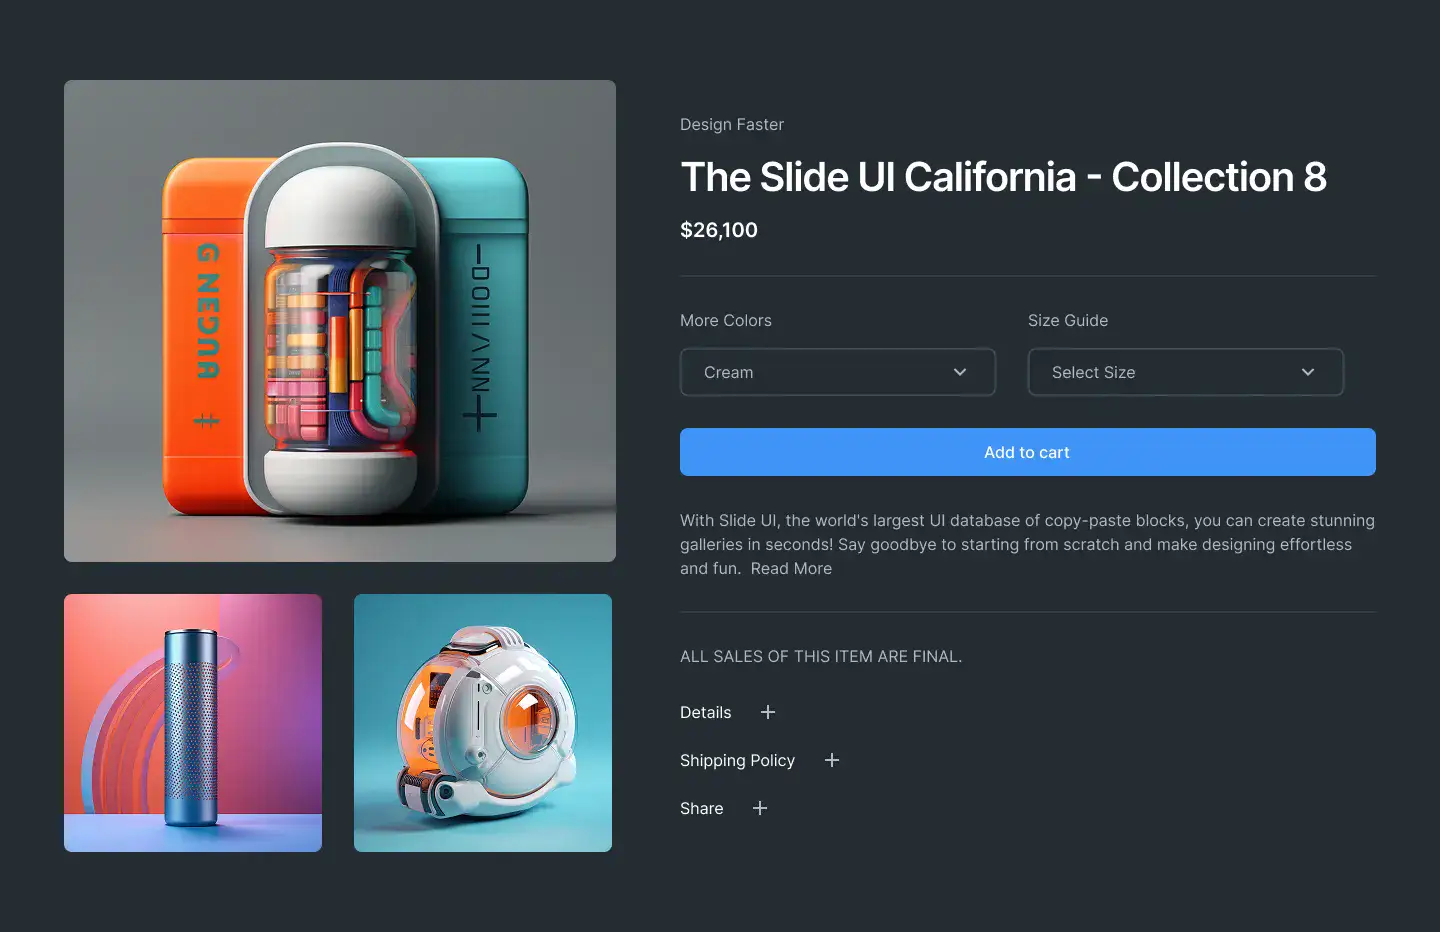 Design Faster
The Slide UI California - Collection 8
$26,100
More Colors
Size Guide
Cream
Select Size
Add to cart
With Slide UI, the world's largest UI database of copy-paste blocks, you can create stunning
galleries in seconds! Say goodbye to starting from scratch and make designing effortless
and fun.  Read More
ALL SALES OF THIS ITEM ARE FINAL.
Details
Shipping Policy
Share